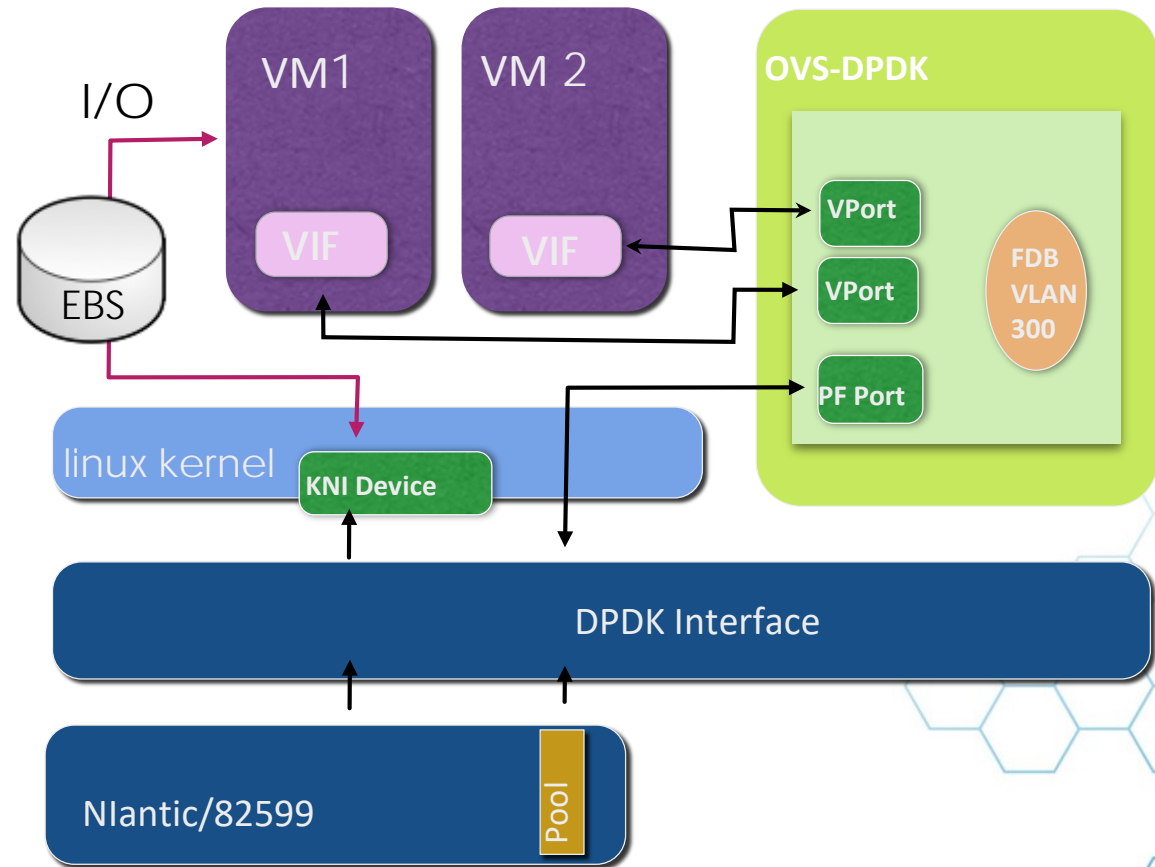 VM1
VM 2
OVS-DPDK
I/O
VPort
VIF
VIF
FDB
VLAN
300
VPort
EBS
PF Port
linux kernel
KNI Device
DPDK Interface
NIantic/82599
Pool